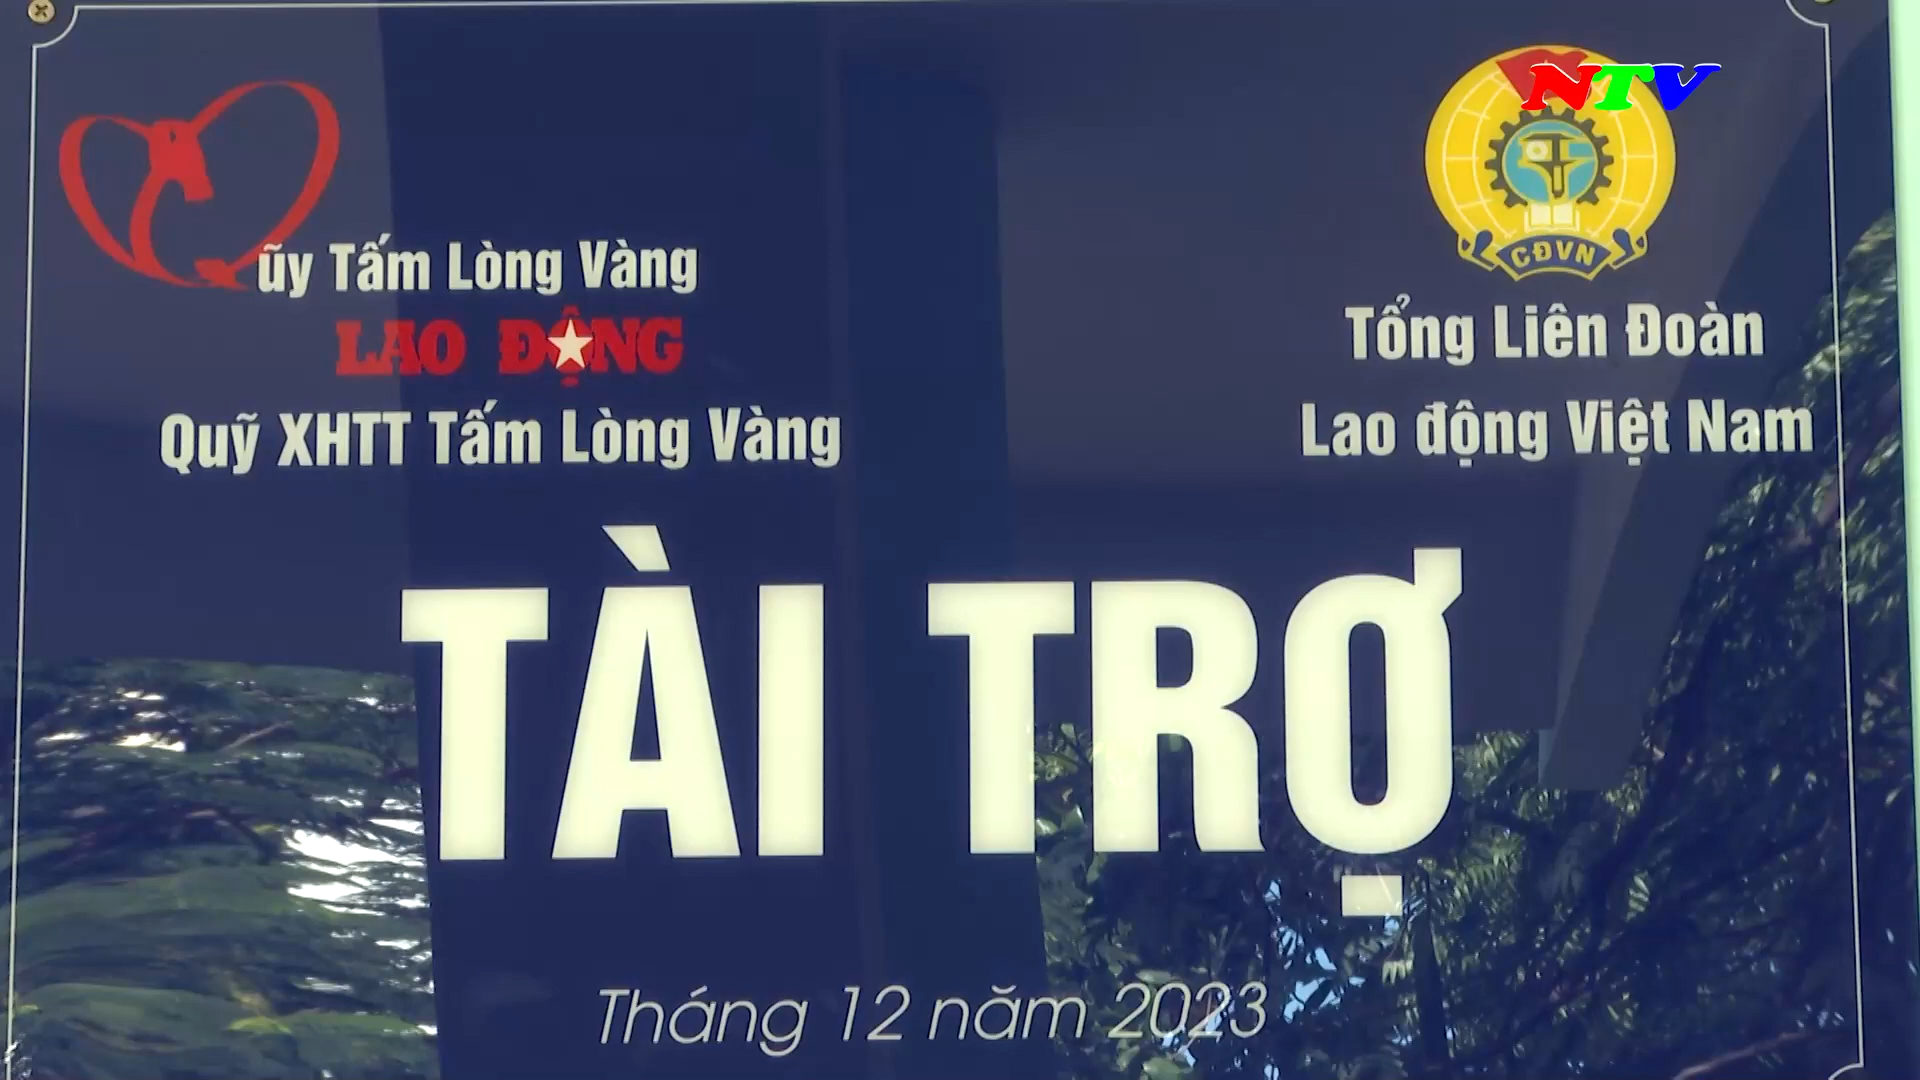 NTV
Quỹ Tấm Lòng Vàng
LAO ĐỘNG
Quỹ XHTT Tấm Lòng Vàng
CĐVN
Tổng Liên Đoàn
Lao động Việt Nam
TÀI TRỢ
Tháng 12 năm 2023